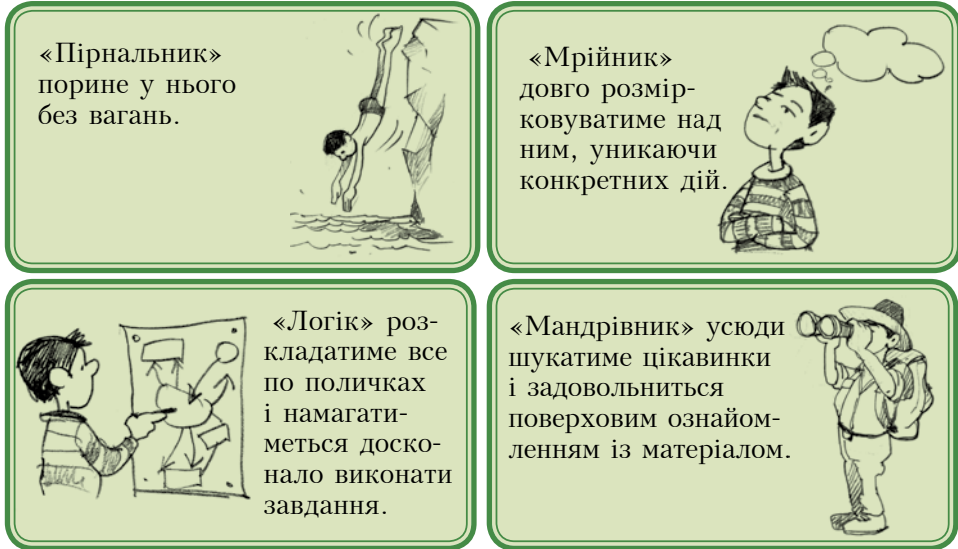 «Пірнальник»
порине у нього
без вагань.
«Мрійник»
довго розмір-
ковуватиме над
ним, уникаючи
конкретних дій.
«Логік» роз-
кладатиме все
по поличках
і намагати-
меться доско-
нало виконати
завдання.
«Мандрівник» усюди
шукатиме цікавинки
і задовольниться
поверховим ознайом-
ленням із матеріалом.